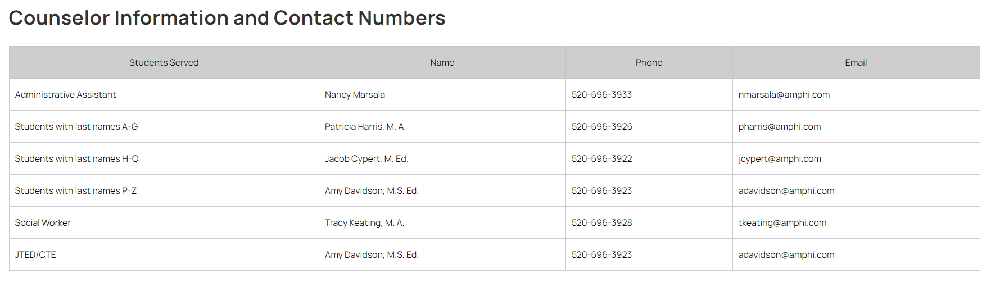 Counselor Information and Contact Numbers
Students Served Name Phone Email
Administrative Assistant Nancy Marsala 520-696-3933 nmarsala@amphi.com
Students with last names A-G Patricia Harris, M. A. 520-696-3926 pharris@amphi.com
Students with last names H-O Jacob Cypert, M. Ed. 520-696-3922 jcypert@amphi.com
Students with last names P-Z Amy Davidson, M.S. Ed. 520-696-3923 adavidson@amphi.com
Social Worker Tracy Keating, M. A. 520-696-3928 tkeating@amphi.com
JTED/CTE Amy Davidson, M.S. Ed. 520-696-3923 adavidson@amphi.com